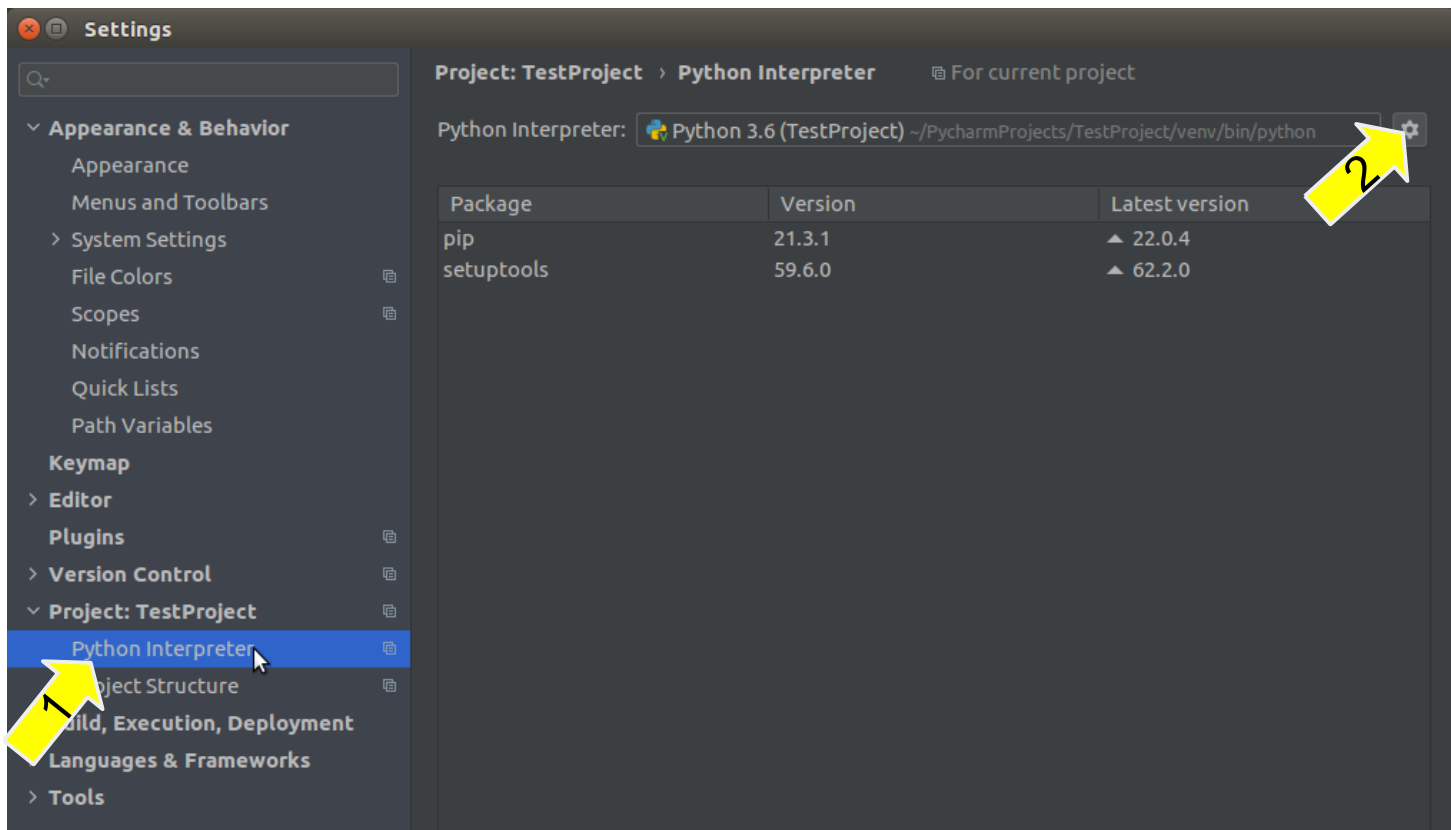 Settings
Appearance & Behavior
Appearance
Menus and Toolbars
System Settings
File Colors
Scopes
Notifications
Quick Lists
Path Variables
Keymap
Editor
Plugins
Version Control
Project: TestProject
Python Interpreter
oject Structure
ild, Execution, Deployment
Languages & Frameworks
Tools
1
Project: TestProject › Python Interpreter For current project
Python Interpreter: Python 3.6 (TestProject) ~/PycharmProjects/TestProject/venv/bin/python
2
Package Version Latest version
pip 21.3.1 22.0.4
setuptools 59.6.0 62.2.0